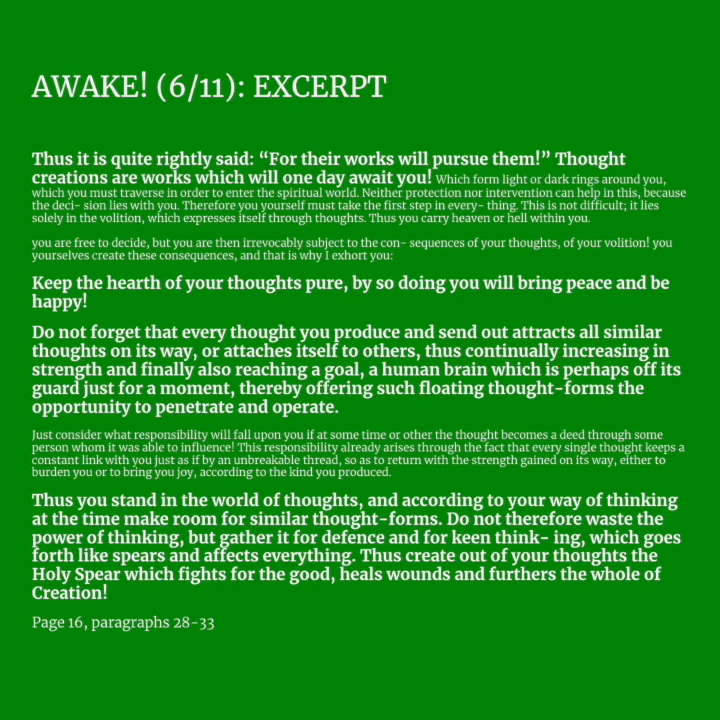 AWAKE! (6/11): EXCERPT
Thus it is quite rightly said: “For their works will pursue them!” Thought
creations are works which will one day await you! Which form light or dark rings around you,
which you must traverse in order to enter the spiritual world. Neither protection nor intervention can help in this, because
the deci- sion lies with you. Therefore you yourself must take the first step in every- thing. This is not difficult; it lies
solely in the volition, which expresses itself through thoughts. Thus you carry heaven or hell within you.
you are free to decide, but you are then irrevocably subject to the con- sequences of your thoughts, of your volition! you
yourselves create these consequences, and that is why I exhort you:
Keep the hearth of your thoughts pure, by so doing you will bring peace and be
happy!
Do not forget that every thought you produce and send out attracts all similar
thoughts on its way, or attaches itself to others, thus continually increasing in
strength and finally also reaching a goal, a human brain which is perhaps off its
guard just for a moment, thereby offering such floating thought-forms the
opportunity to penetrate and operate.
Just consider what responsibility will fall upon you if at some time or other the thought becomes a deed through some
person whom it was able to influence! This responsibility already arises through the fact that every single thought keeps a
constant link with you just as if by an unbreakable thread, so as to return with the strength gained on its way, either to
burden you or to bring you joy, according to the kind you produced.
Thus you stand in the world of thoughts, and according to your way of thinking
at the time make room for similar thought-forms. Do not therefore waste the
power of thinking, but gather it for defence and for keen think- ing, which goes
forth like spears and affects everything. Thus create out of your thoughts the
Holy Spear which fights for the good, heals wounds and furthers the whole of
Creation!
Page 16, paragraphs 28-33